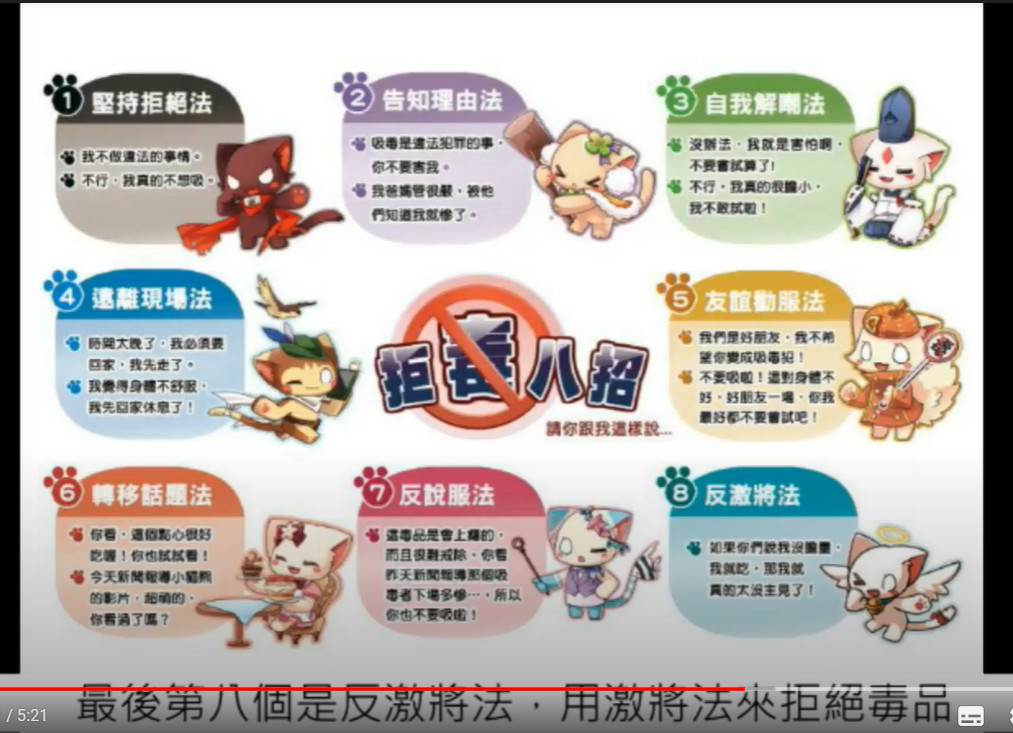 1 堅持拒絕法
我不做違法的事情。
不行,我真的不想吸。
2 告知理由法
吸毒是違法犯罪的事,
你不要害我。
我爸媽管很嚴,被他
們知道我就慘了。
3 自我解嘲法
沒辦法,我就是害怕啊,
不要嘗試算了!
不行,我真的很膽小,
我不敢試啦!
4 遠離現場法
時間太晚了,我必須要
回家,我先走了。
我覺得身體不舒服,
我先回家休息了!
拒毒八招
請你跟我這樣說...
5 友誼勸服法
我們是好朋友,我不希
望你變成吸毒犯!
不要吸啦!這對身體不
好,好朋友一場,你我
最好都不要嘗試吧!
6 轉移話題法
你看,這個點心很好
吃喔!你也試試看!
今天新聞報導小貓熊
的影片,超萌的,
你看過了嗎?
7 反說服法
這毒品是會上癮的,
而且很難戒除,你看
昨天新聞報導那個吸
毒者下場多慘…,所以
你也不要吸啦!
8 反激將法
如果你們說我沒膽量,
我就吃,那我就
真的太沒主見了!
最後第八個是反激將法,用激將法來拒絕毒品
/ 5:21